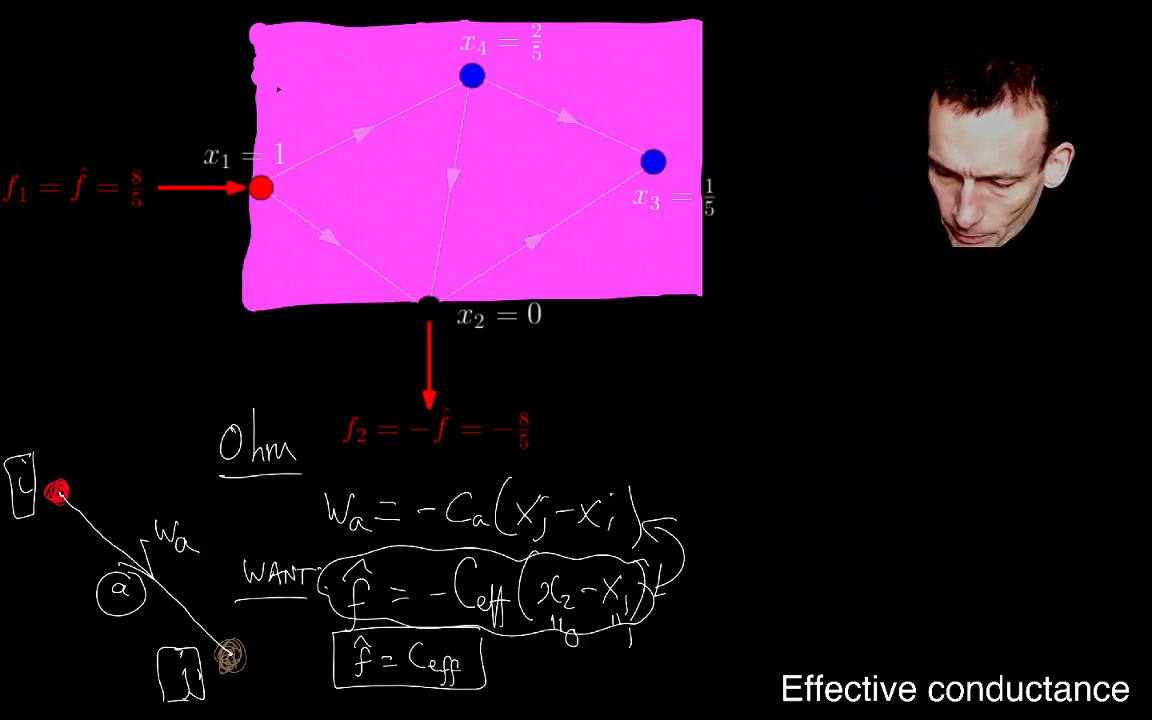 x₄ = 2/5
x₁ = 1
f₁ = f̂ = 8/5
x₃ = 1/5
x₂ = 0
f₂ = −f̂ = −8/5
Ohm
i
Wₐ = −Cₐ(xⱼ − xᵢ)
Wₐ
WANT: f̂ = −C_eff(x₂ − x₁)
a
0 1
f̂ = C_eff
j
Effective conductance